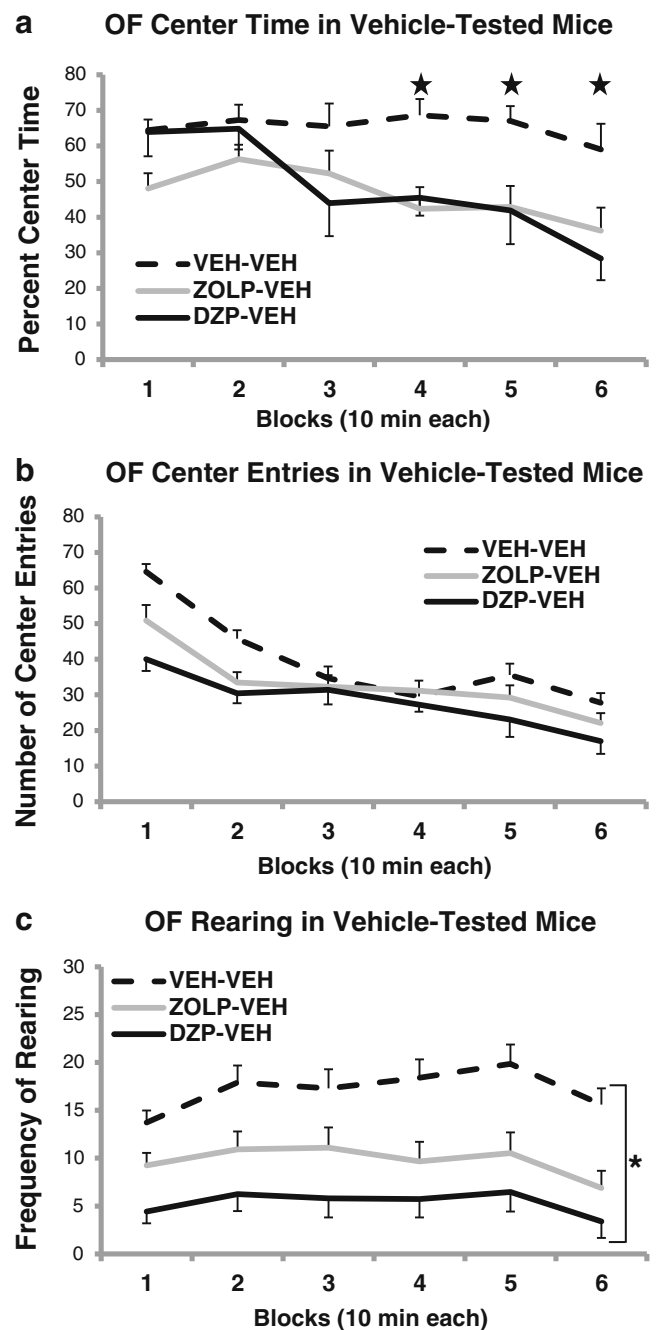 a OF Center Time in Vehicle-Tested Mice
Percent Center Time
80
70
60
50
40
30
20
10
0
VEH-VEH
ZOLP-VEH
DZP-VEH
1 2 3 4 5 6
Blocks (10 min each)
b OF Center Entries in Vehicle-Tested Mice
Number of Center Entries
80
70
60
50
40
30
20
10
0
VEH-VEH
ZOLP-VEH
DZP-VEH
1 2 3 4 5 6
Blocks (10 min each)
c OF Rearing in Vehicle-Tested Mice
Frequency of Rearing
30
25
20
15
10
5
0
VEH-VEH
ZOLP-VEH
DZP-VEH
*
1 2 3 4 5 6
Blocks (10 min each)